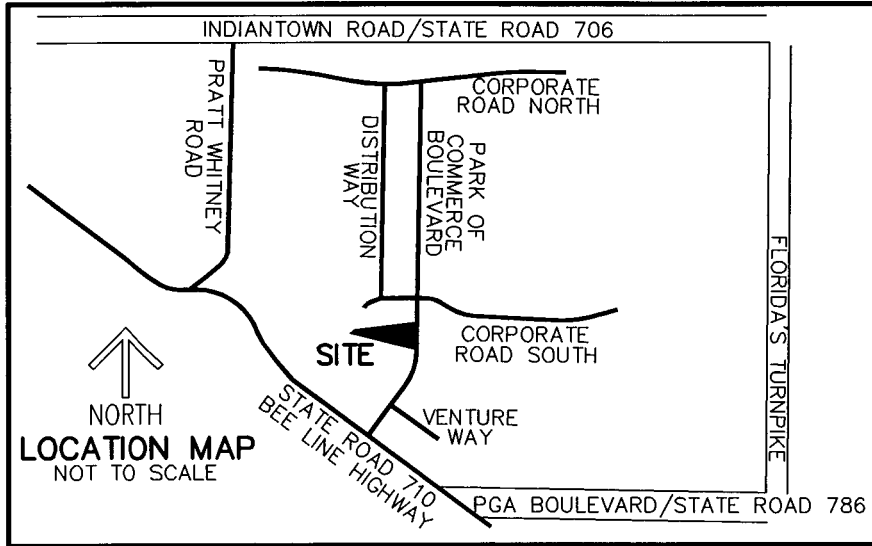 INDIANTOWN ROAD/STATE ROAD 706
PRATT WHITNEY
ROAD
CORPORATE
ROAD NORTH
DISTRIBUTION
WAY
PARK OF
COMMERCE
BOULEVARD
FLORIDA'S TURNPIKE
SITE
CORPORATE
ROAD SOUTH
NORTH
LOCATION MAP
NOT TO SCALE
STATE ROAD 710
BEE LINE HIGHWAY
VENTURE
WAY
PGA BOULEVARD/STATE ROAD 786